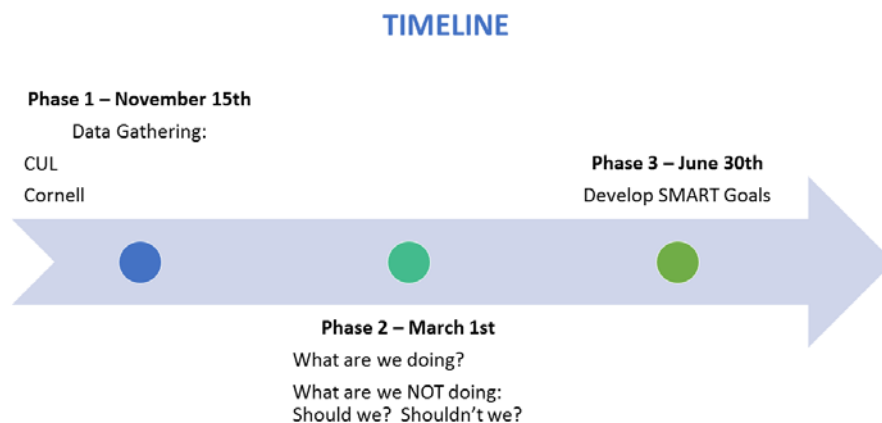 TIMELINE
Phase 1 – November 15th
Data Gathering:
CUL
Cornell
Phase 2 – March 1st
What are we doing?
What are we NOT doing:
Should we?  Shouldn't we?
Phase 3 – June 30th
Develop SMART Goals